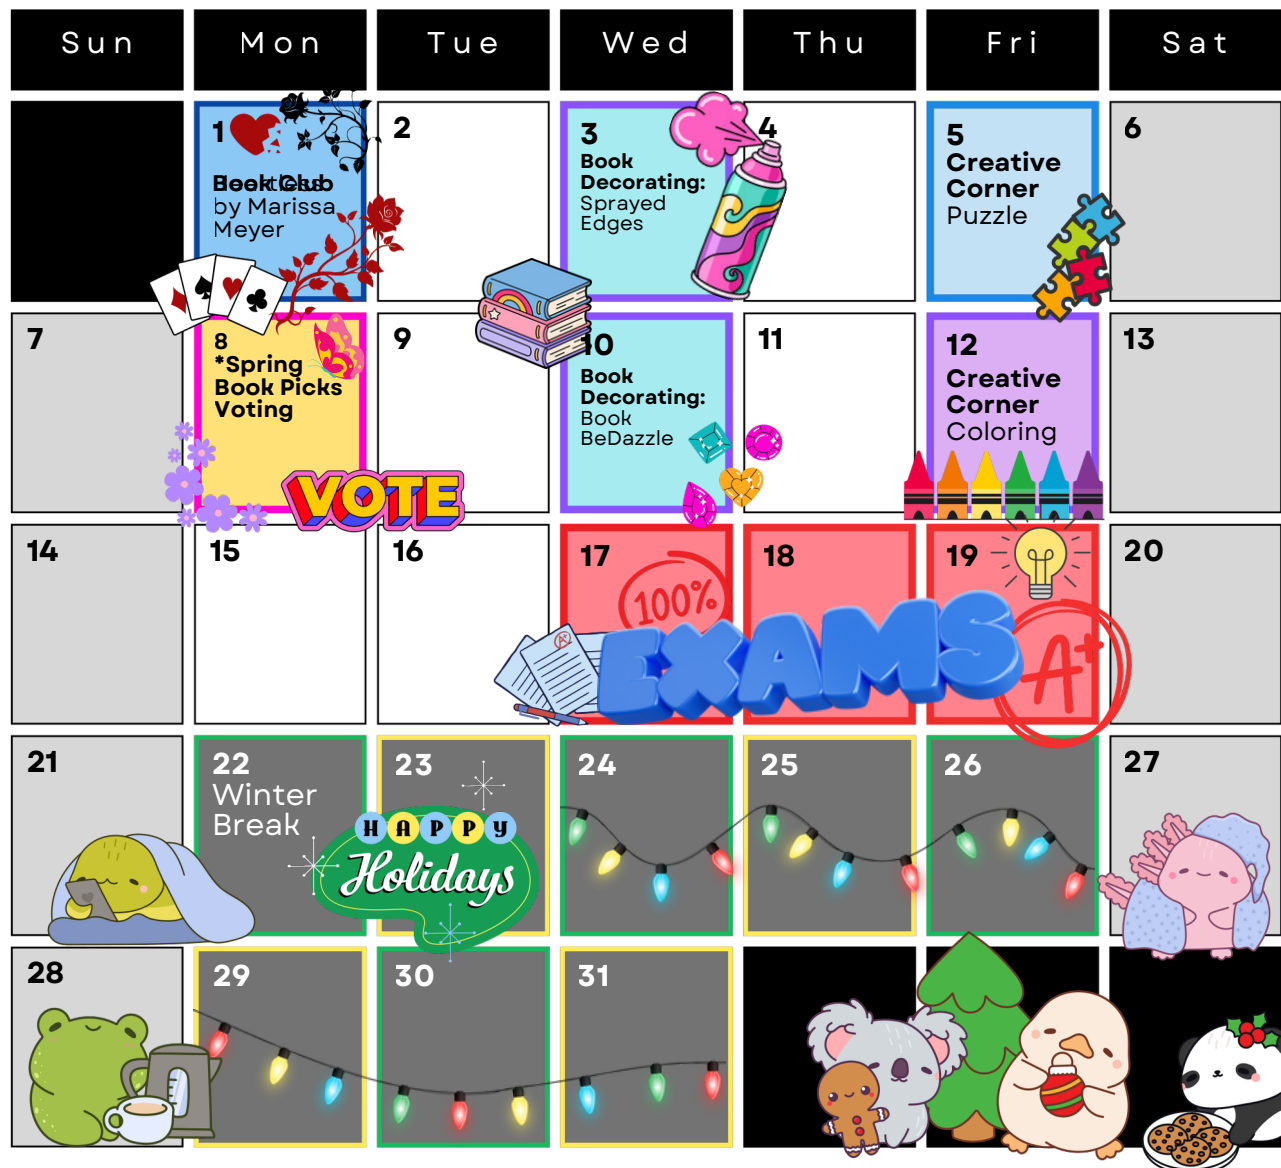 Sun Mon Tue Wed Thu Fri Sat
1
Book Club
Heartless
by Marissa
Meyer
2
3
Book
Decorating:
Sprayed
Edges
4
5
Creative
Corner
Puzzle
6
7
8
*Spring
Book Picks
Voting
VOTE
9
10
Book
Decorating:
Book
BeDazzle
11
12
Creative
Corner
Coloring
13
14
15
16
17
100%
18
19
EXAMS
A+
A+
20
21
22
Winter
Break
23
HAPPY
Holidays
24
25
26
27
28
29
30
31